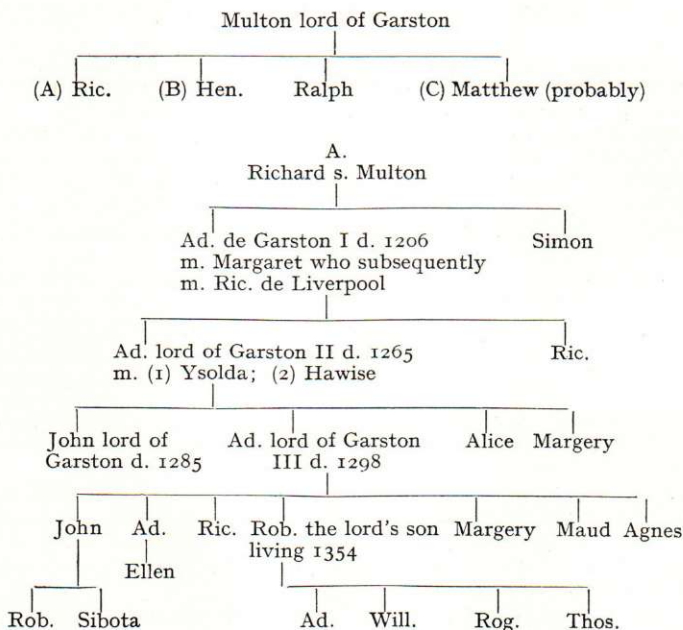 Multon lord of Garston
(A) Ric. (B) Hen. Ralph (C) Matthew (probably)
A.
Richard s. Multon
Ad. de Garston I d. 1206 Simon
m. Margaret who subsequently
m. Ric. de Liverpool
Ad. lord of Garston II d. 1265 Ric.
m. (1) Ysolda; (2) Hawise
John lord of Ad. lord of Garston Alice Margery
Garston d. 1285 III d. 1298
John Ad. Ric. Rob. the lord's son Margery Maud Agnes
living 1354
Ellen
Rob. Sibota Ad. Will. Rog. Thos.